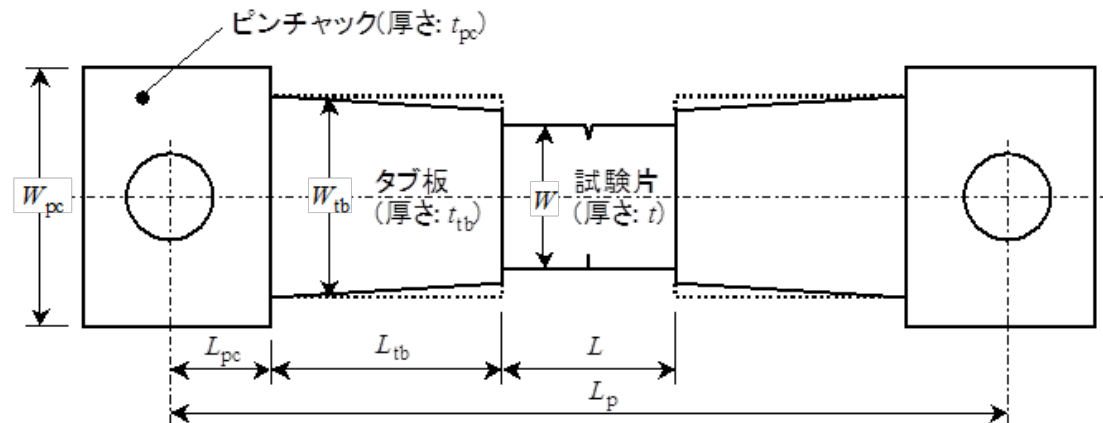 ピンチャック(厚さ: tpc)
Wpc
Wtb
タブ板
(厚さ: ttb)
W
試験片
(厚さ: t)
Lpc
Ltb
L
Lp